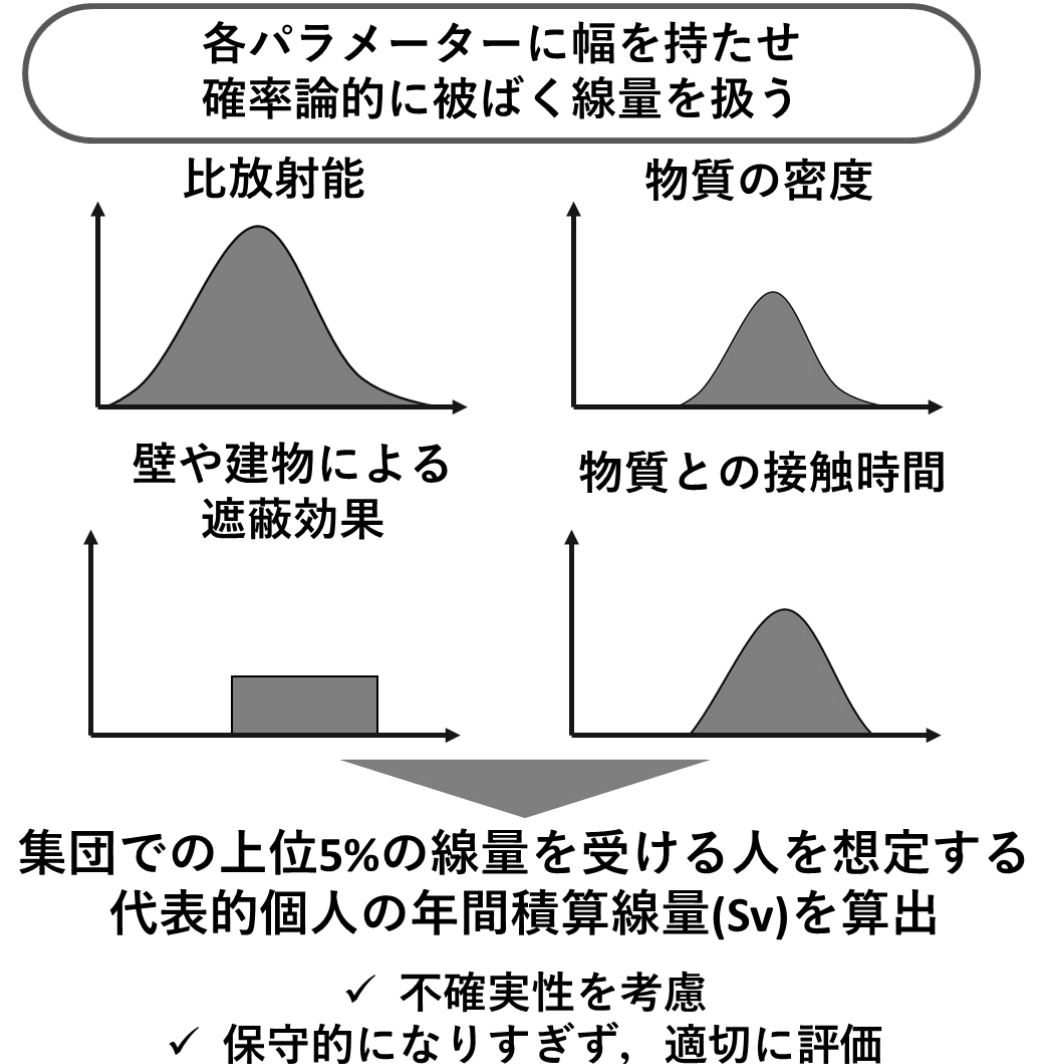 各パラメーターに幅を持たせ
確率論的に被ばく線量を扱う
比放射能
物質の密度
壁や建物による
遮蔽効果
物質との接触時間
集団での上位5%の線量を受ける人を想定する
代表的個人の年間積算線量(Sv)を算出
✓ 不確実性を考慮
✓ 保守的になりすぎず，適切に評価